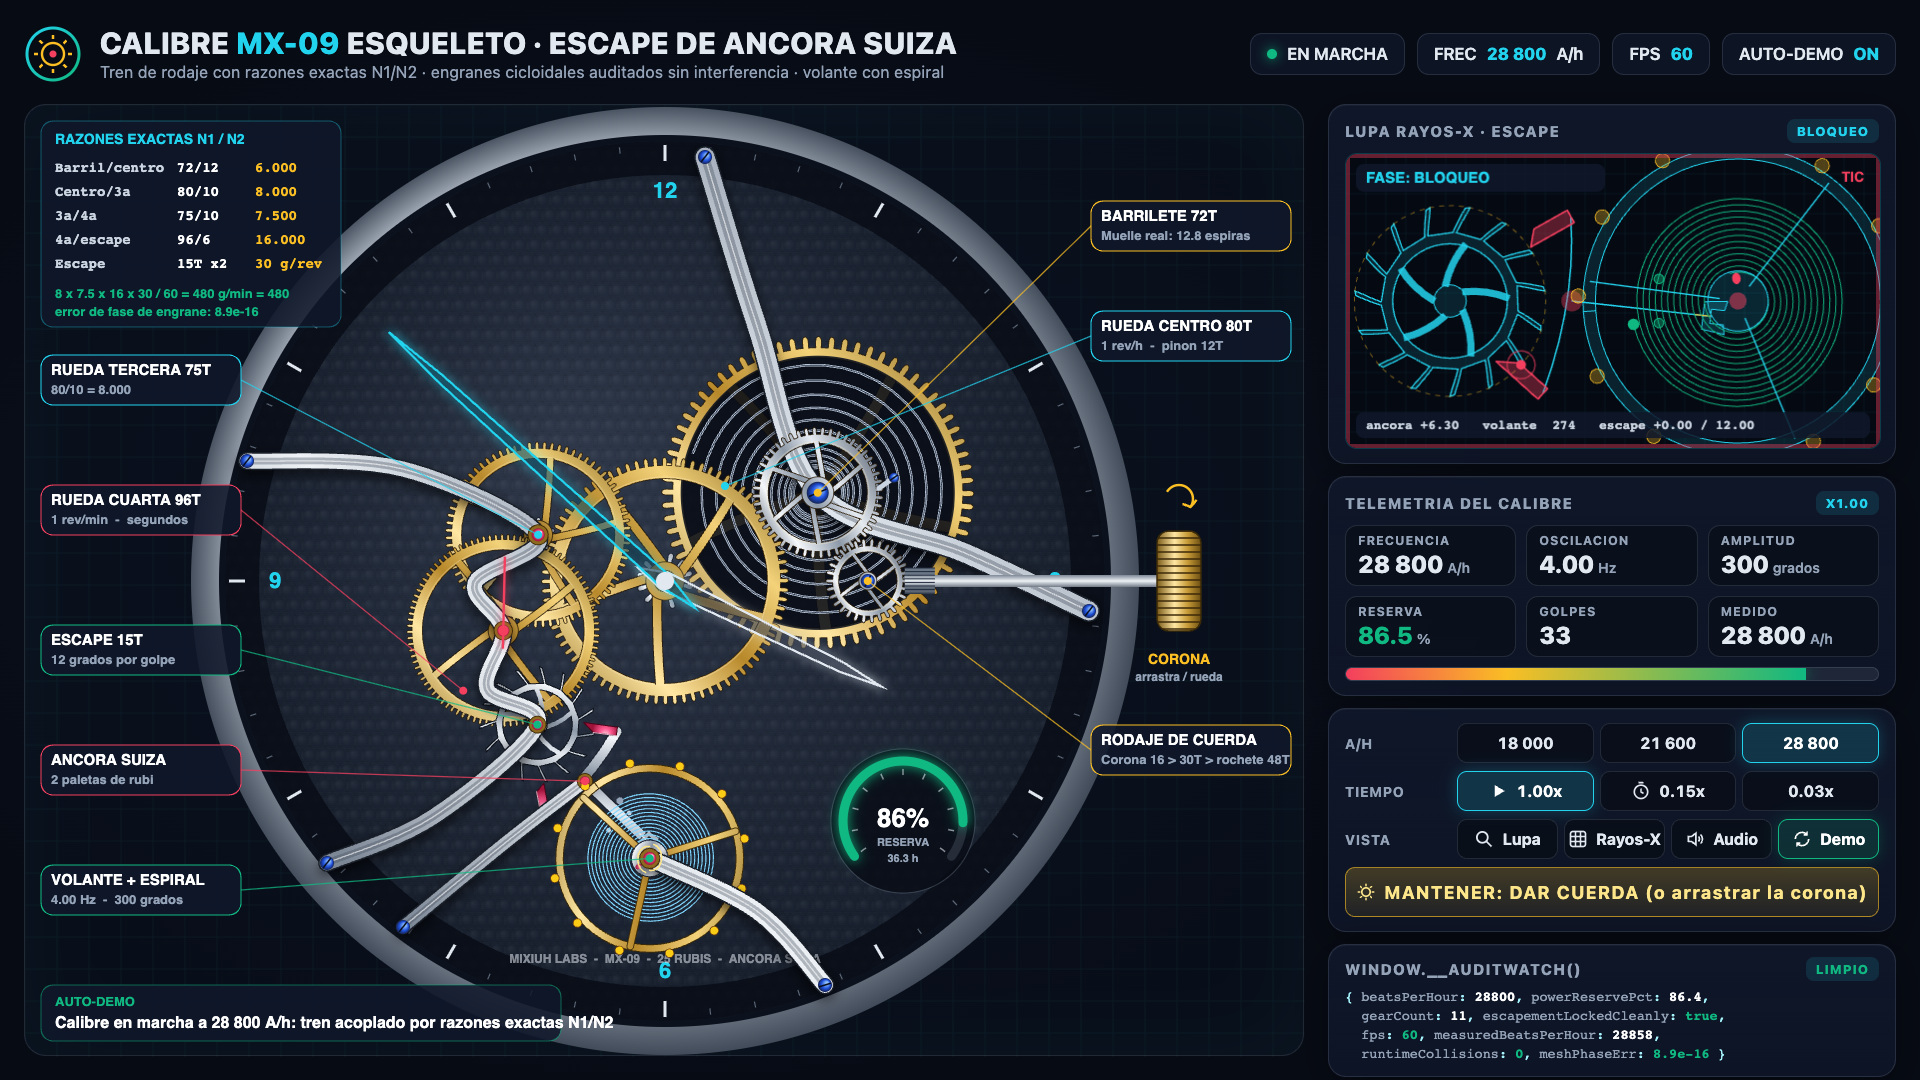 CALIBRE MX-09 ESQUELETO · ESCAPE DE ANCORA SUIZA
Tren de rodaje con razones exactas N1/N2 · engranes cicloidales auditados sin interferencia · volante con espiral
EN MARCHA
FREC 28 800 A/h
FPS 60
AUTO-DEMO ON
RAZONES EXACTAS N1 / N2
Barril/centro 72/12 6.000
Centro/3a 80/10 8.000
3a/4a 75/10 7.500
4a/escape 96/6 16.000
Escape 15T x2 30 g/rev
8 x 7.5 x 16 x 30 / 60 = 480 g/min = 480
error de fase de engrane: 8.9e-16
RUEDA TERCERA 75T
80/10 = 8.000
RUEDA CUARTA 96T
1 rev/min - segundos
ESCAPE 15T
12 grados por golpe
ANCORA SUIZA
2 paletas de rubi
VOLANTE + ESPIRAL
4.00 Hz - 300 grados
12
9
6
BARRILETE 72T
Muelle real: 12.8 espiras
RUEDA CENTRO 80T
1 rev/h - pinon 12T
CORONA
arrastra / rueda
RODAJE DE CUERDA
Corona 16 > 30T > rochete 48T
86%
RESERVA
36.3 h
MIXIUH LABS - MX-09 - 25 RUBIS - ANCORA
AUTO-DEMO
Calibre en marcha a 28 800 A/h: tren acoplado por razones exactas N1/N2
LUPA RAYOS-X · ESCAPE
BLOQUEO
FASE: BLOQUEO
TIC
ancora +6.30 volante 274 escape +0.00 / 12.00
TELEMETRIA DEL CALIBRE
X1.00
FRECUENCIA
28 800 A/h
OSCILACION
4.00 Hz
AMPLITUD
300 grados
RESERVA
86.5 %
GOLPES
33
MEDIDO
28 800 A/h
A/H
18 000
21 600
28 800
TIEMPO
1.00x
0.15x
0.03x
VISTA
Lupa
Rayos-X
Audio
Demo
MANTENER: DAR CUERDA (o arrastrar la corona)
WINDOW.__AUDITWATCH()
LIMPIO
{ beatsPerHour: 28800, powerReservePct: 86.4,
gearCount: 11, escapementLockedCleanly: true,
fps: 60, measuredBeatsPerHour: 28858,
runtimeCollisions: 0, meshPhaseErr: 8.9e-16 }